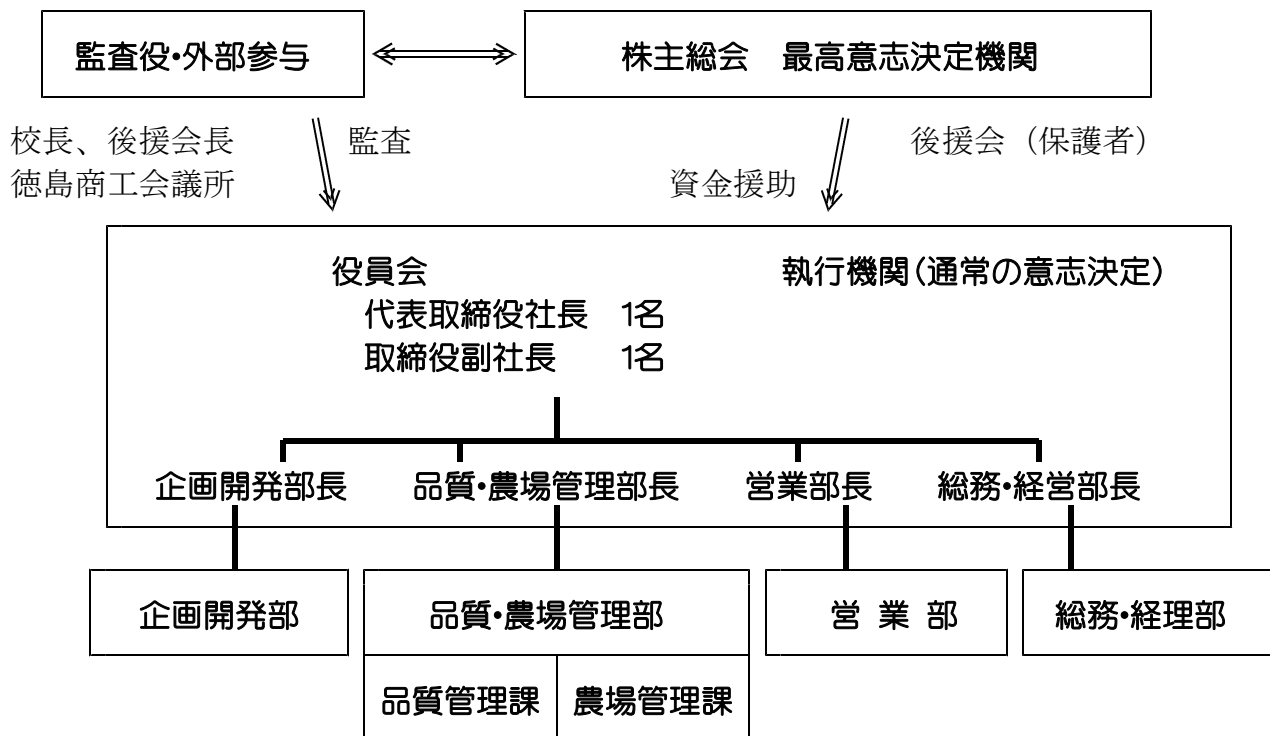 監査役・外部参与
株主総会　最高意志決定機関
校長、後援会長
徳島商工会議所
監査
資金援助
後援会（保護者）
役員会
執行機関（通常の意志決定）
代表取締役社長　1名
取締役副社長　1名
企画開発部長
品質・農場管理部長
営業部長
総務・経営部長
企画開発部
品質・農場管理部
営 業 部
総務・経理部
品質管理課
農場管理課